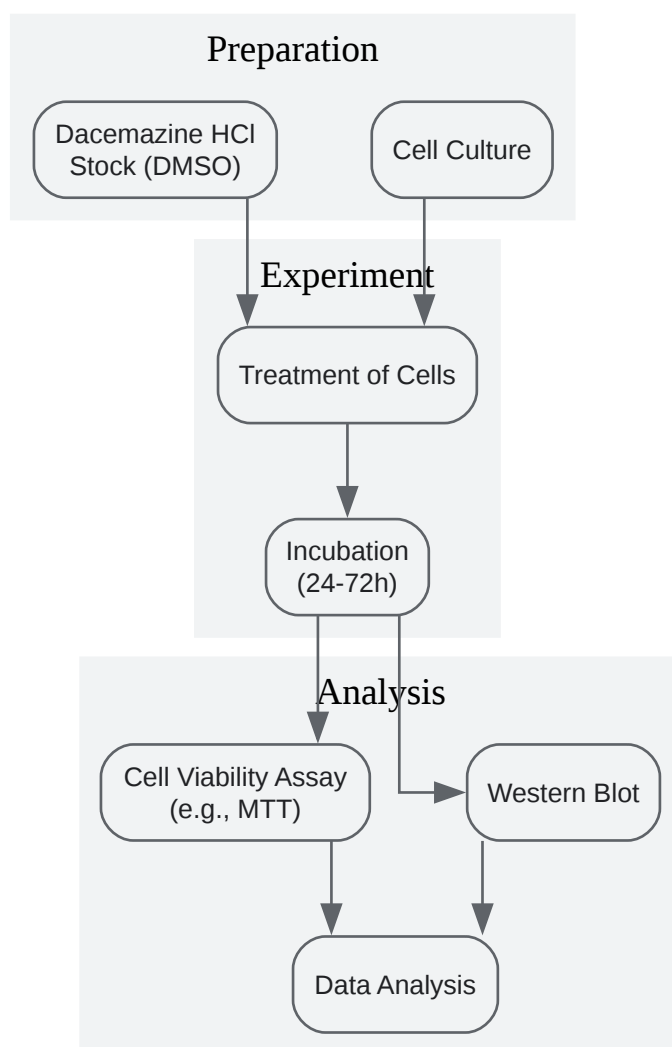 Preparation
Dacemazine HCl
Stock (DMSO)
Cell Culture
Experiment
Treatment of Cells
Incubation
(24-72h)
Analysis
Cell Viability Assay
(e.g., MTT)
Western Blot
Data Analysis